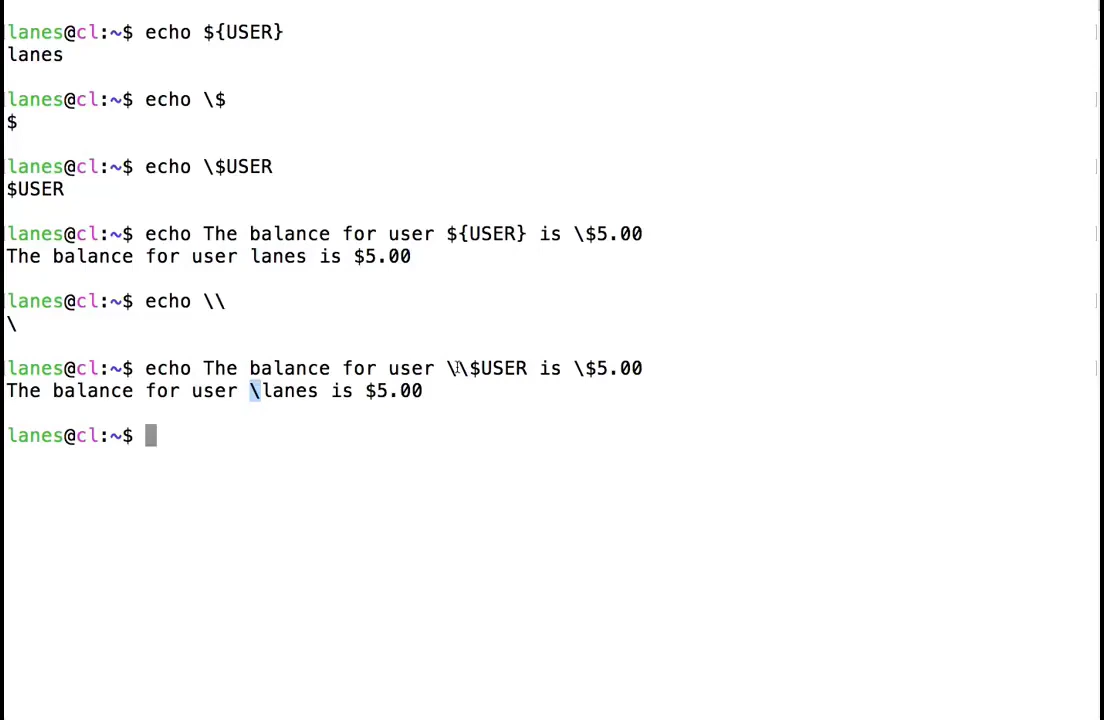 lanes@cl:~$ echo ${USER}
lanes
lanes@cl:~$ echo \$
$
lanes@cl:~$ echo \$USER
$USER
lanes@cl:~$ echo The balance for user ${USER} is \$5.00
The balance for user lanes is $5.00
lanes@cl:~$ echo \\
\
lanes@cl:~$ echo The balance for user \\$USER is \$5.00
The balance for user \lanes is $5.00
lanes@cl:~$